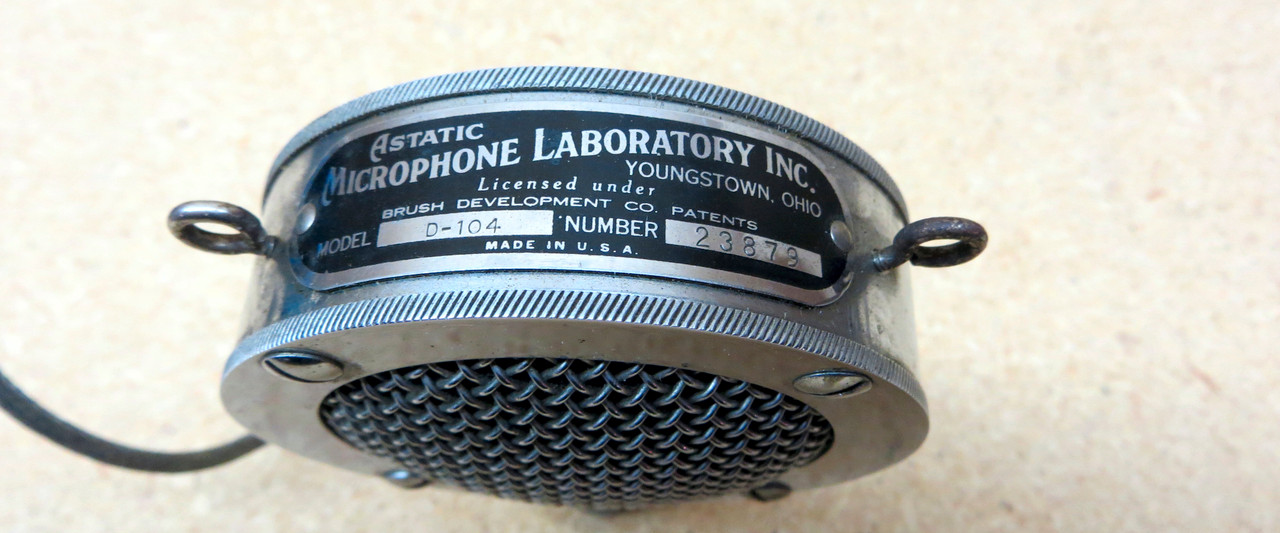 ASTATIC
MICROPHONE LABORATORY INC.
YOUNGSTOWN, OHIO
Licensed under
BRUSH DEVELOPMENT CO. PATENTS
MODEL D-104 NUMBER 23879
MADE IN U.S.A.